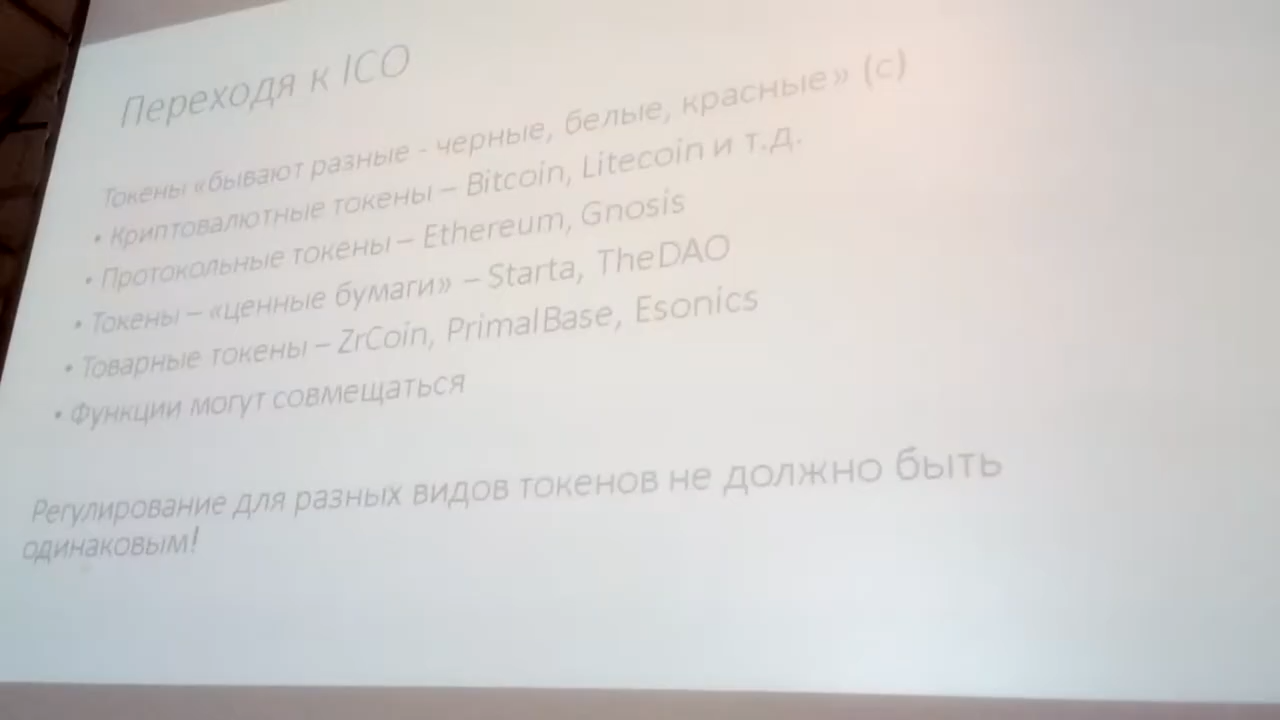 Переходя к ICO
Токены «бывают разные - черные, белые, красные» (с)
• Криптовалютные токены – Bitcoin, Litecoin и т.д.
• Протокольные токены – Ethereum, Gnosis
• Токены – «ценные бумаги» – Starta, TheDAO
• Товарные токены – ZrCoin, PrimalBase, Esonics
• Функции могут совмещаться
Регулирование для разных видов токенов не должно быть
одинаковым!